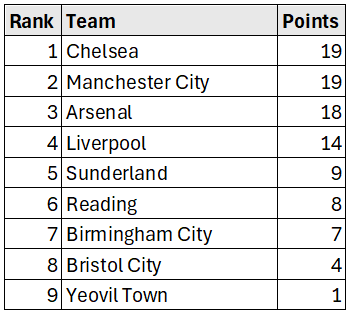 Rank Team Points
1 Chelsea 19
2 Manchester City 19
3 Arsenal 18
4 Liverpool 14
5 Sunderland 9
6 Reading 8
7 Birmingham City 7
8 Bristol City 4
9 Yeovil Town 1